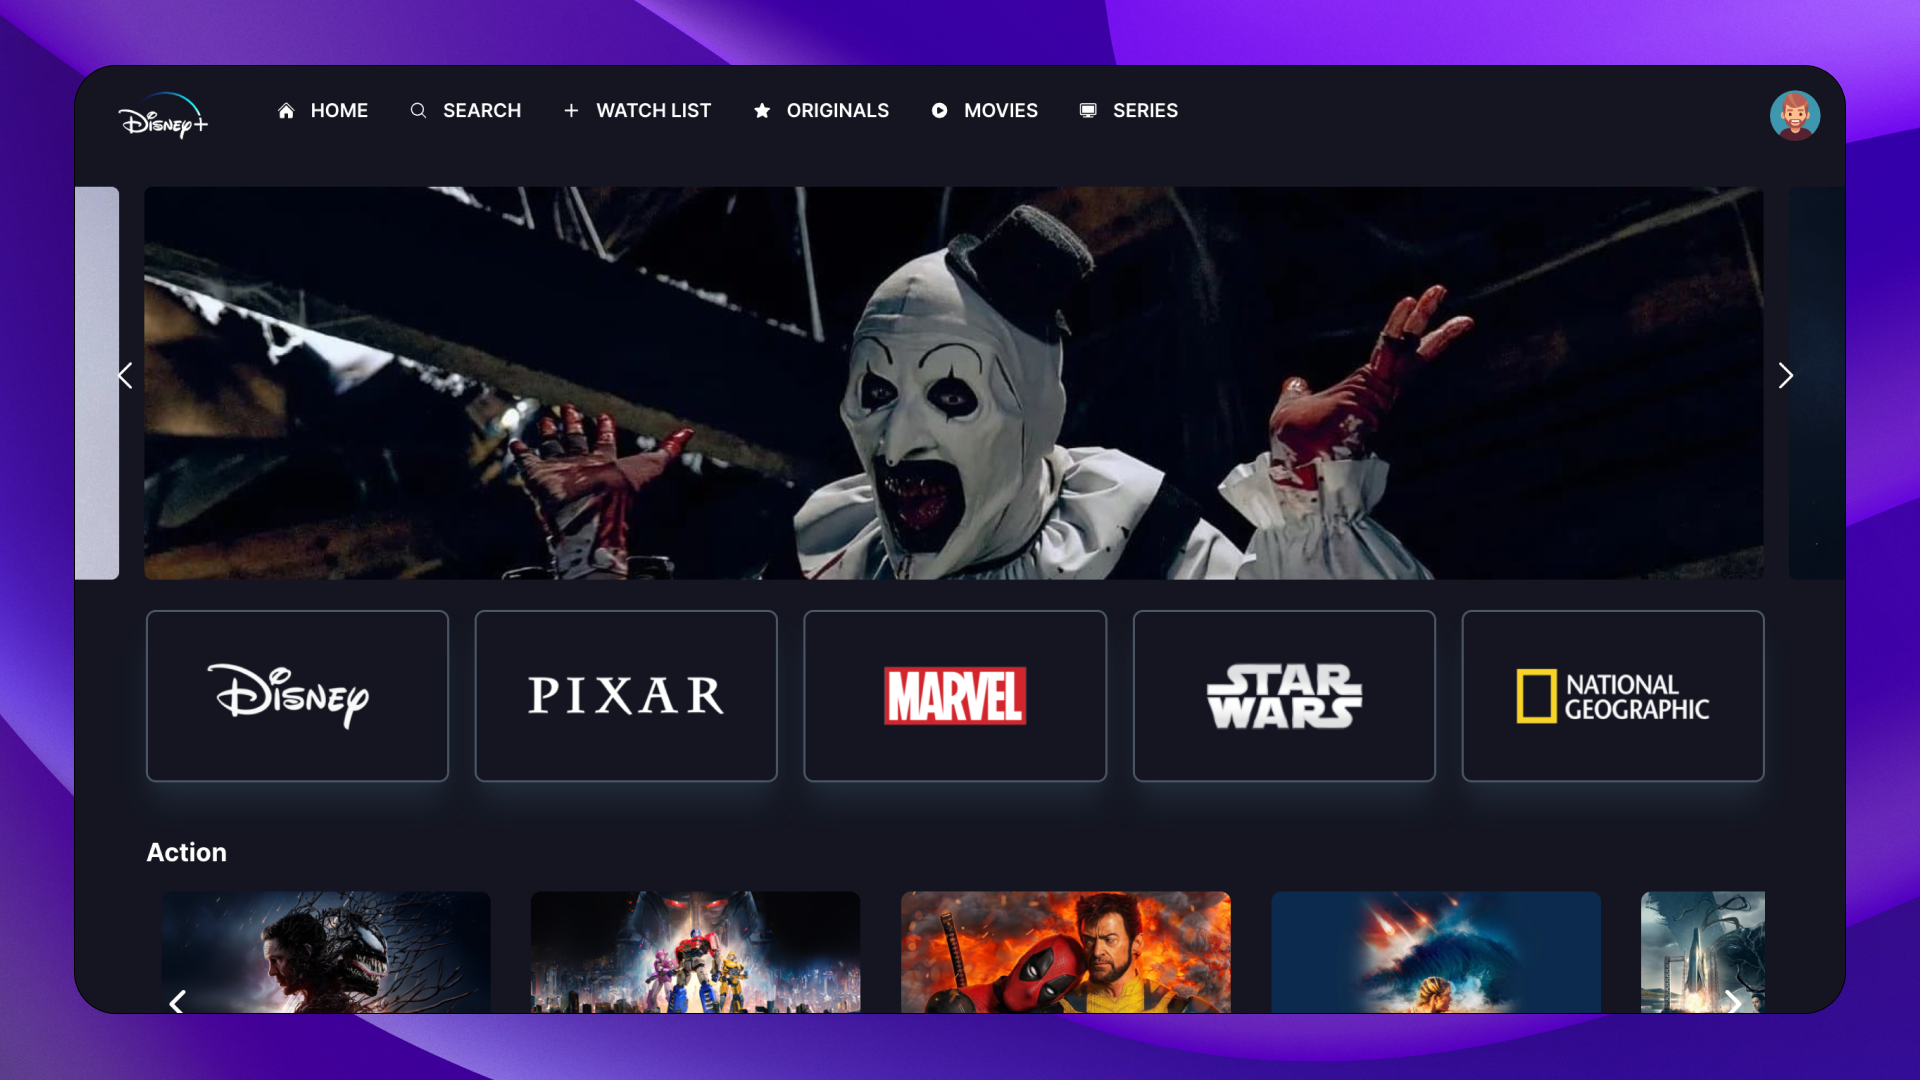 Disney+
HOME
SEARCH
WATCH LIST
ORIGINALS
MOVIES
SERIES
Disney
PIXAR
MARVEL
STAR
WARS
NATIONAL
GEOGRAPHIC
Action